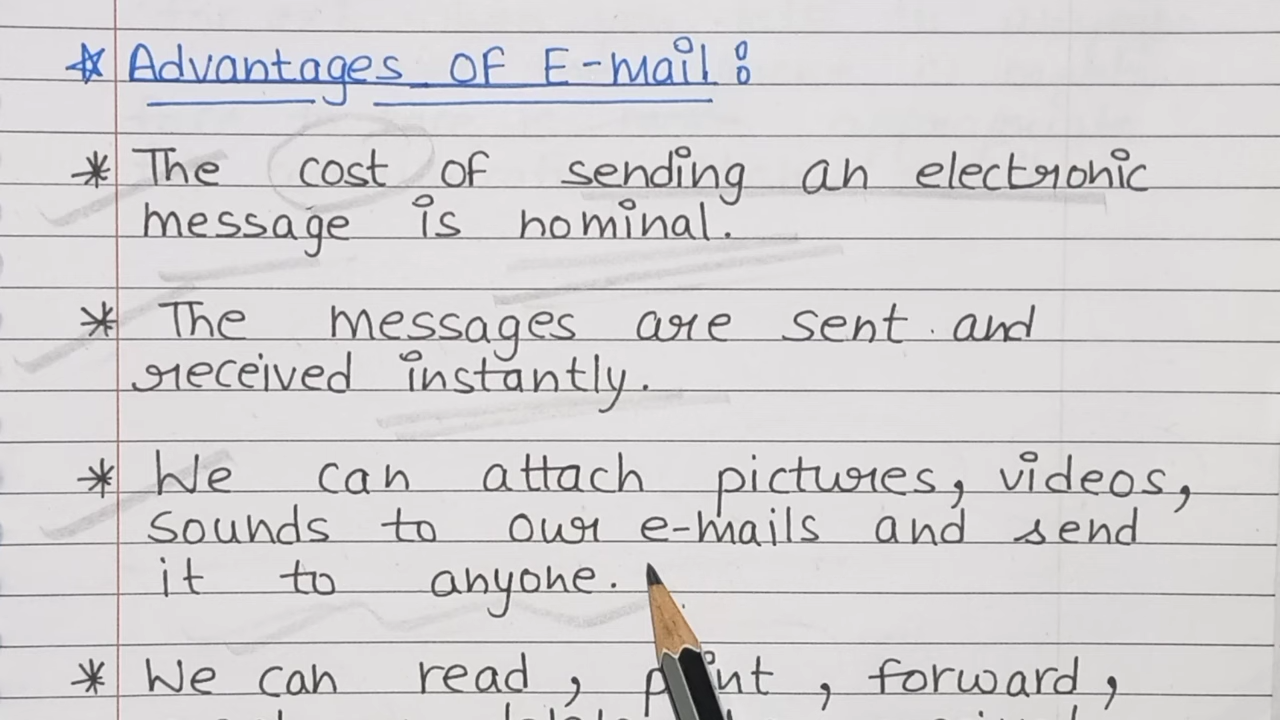 ☆ Advantages OF E-mail :
* The cost of sending an electronic
message is nominal.
* The messages are sent and
received instantly.
* We can attach pictures, videos,
sounds to our e-mails and send
it to anyone.
* We can read, print, forward,